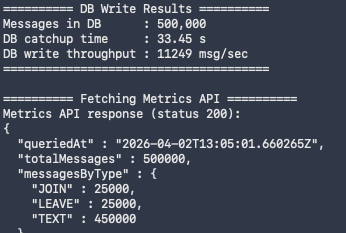 ========== DB Write Results ==========
Messages in DB      : 500,000
DB catchup time     : 33.45 s
DB write throughput : 11249 msg/sec
======================================
========== Fetching Metrics API ==========
Metrics API response (status 200):
{
  "queriedAt" : "2026-04-02T13:05:01.660265Z",
  "totalMessages" : 500000,
  "messagesByType" : {
    "JOIN" : 25000,
    "LEAVE" : 25000,
    "TEXT" : 450000
  }